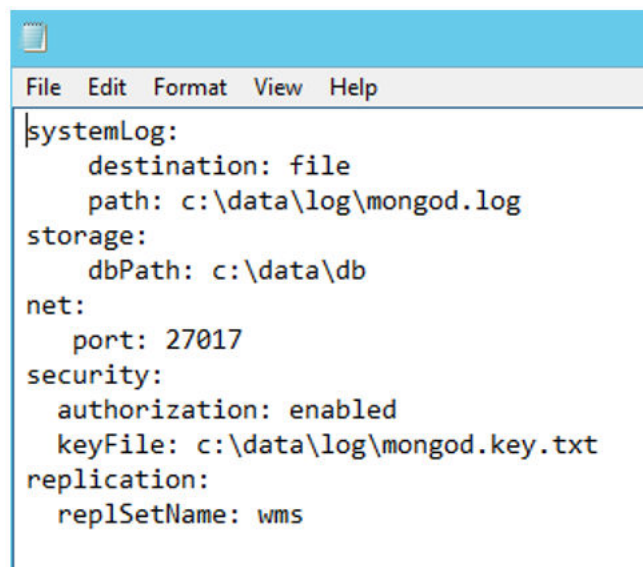 File Edit Format View Help
systemLog:
     destination: file
     path: c:\data\log\mongod.log
storage:
     dbPath: c:\data\db
net:
   port: 27017
security:
  authorization: enabled
  keyFile: c:\data\log\mongod.key.txt
replication:
  replSetName: wms